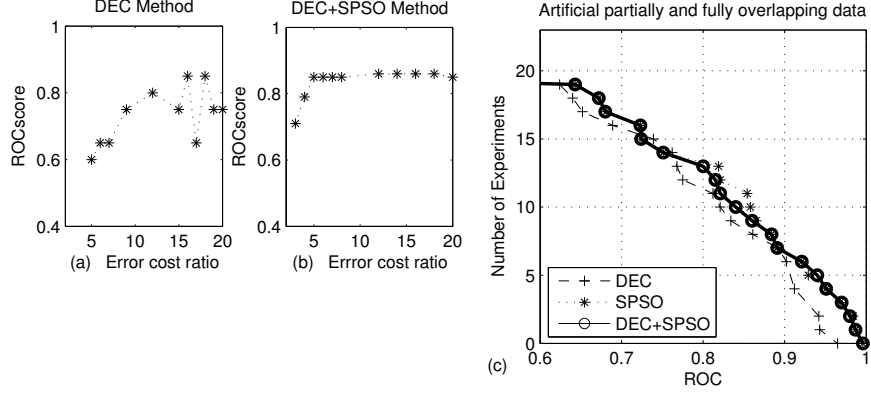 DEC Method
1
0.8
0.6
0.4
ROCscore
5 10 15 20
(a) Error cost ratio
DEC+SPSO Method
1
0.8
0.6
0.4
ROCscore
5 10 15 20
(b) Errror cost ratio
Artificial partially and fully overlapping data
20
15
10
5
0
Number of Experiments
DEC
SPSO
DEC+SPSO
0.6 0.7 0.8 0.9 1
(c) ROC